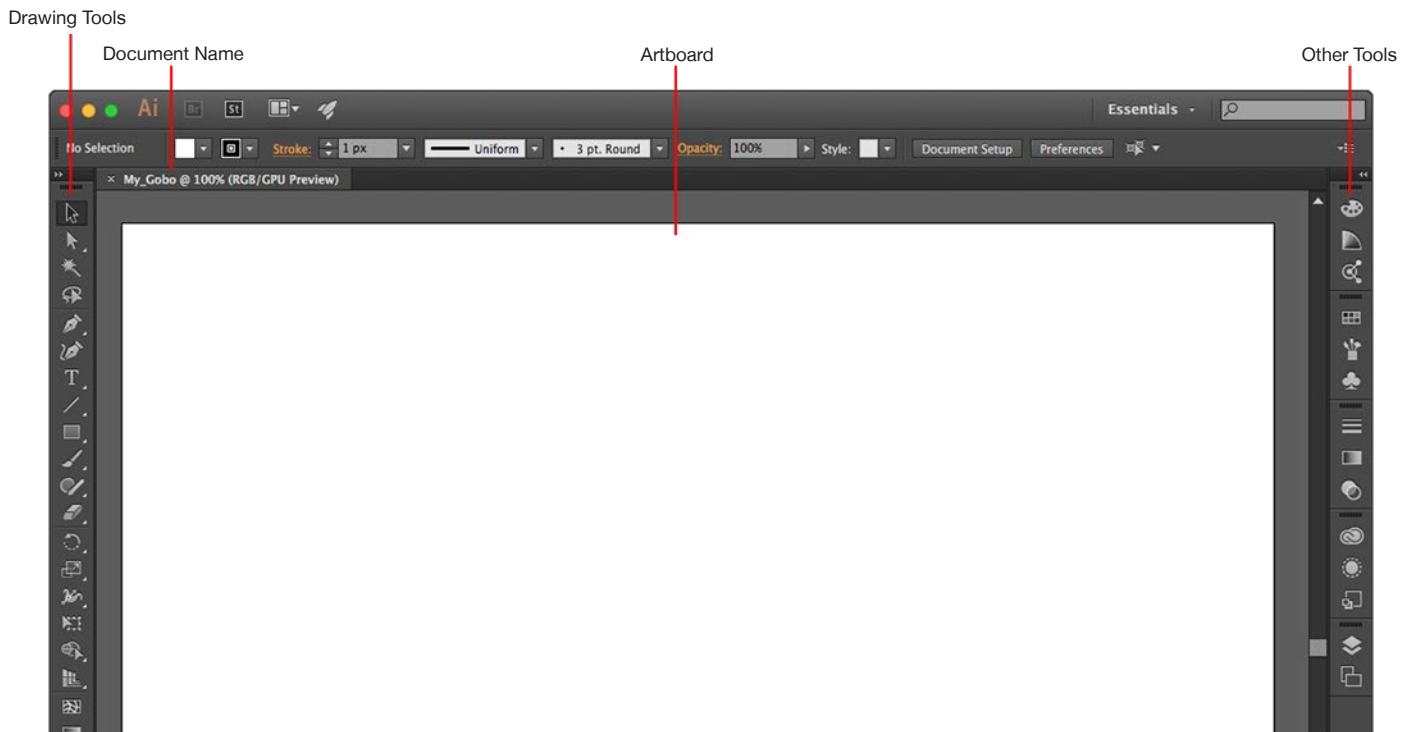 Drawing Tools
Document Name
Artboard
Other Tools
Ai Br St Essentials
No Selection Stroke: 1 px Uniform 3 pt. Round Opacity: 100% Style: Document Setup Preferences
× My_Gobo @ 100% (RGB/GPU Preview)
T